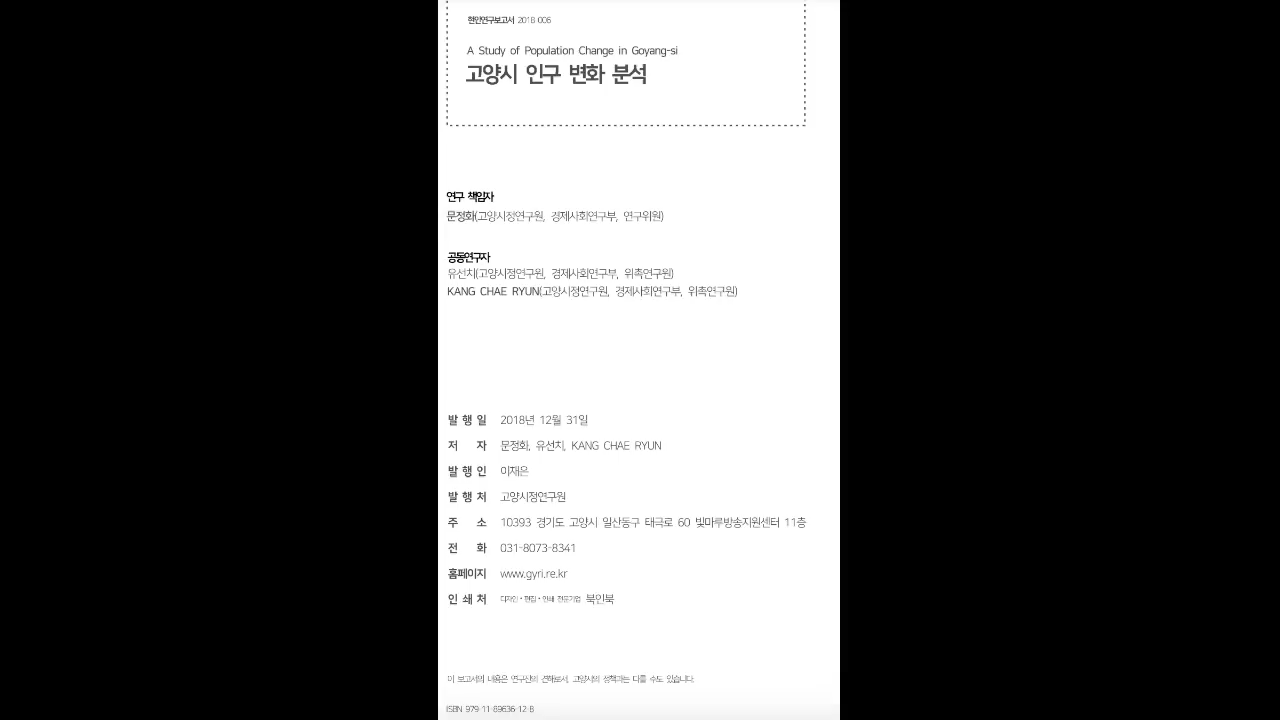 현안연구보고서 2018-006
A Study of Population Change in Goyang-si
고양시 인구 변화 분석
연구 책임자
문정화(고양시정연구원, 경제사회연구부, 연구위원)
공동연구자
유선치(고양시정연구원, 경제사회연구부, 위촉연구원)
KANG CHAE RYUN(고양시정연구원, 경제사회연구부, 위촉연구원)
발 행 일 2018년 12월 31일
저 자 문정화, 유선치, KANG CHAE RYUN
발 행 인 이재은
발 행 처 고양시정연구원
주 소 10393 경기도 고양시 일산동구 태극로 60 빛마루방송지원센터 11층
전 화 031-8073-8341
홈페이지 www.gyri.re.kr
인 쇄 처 디자인·편집·인쇄 전문기업 북인북
이 보고서의 내용은 연구진의 견해로서, 고양시의 정책과는 다를 수도 있습니다.
ISBN 979-11-89636-12-8